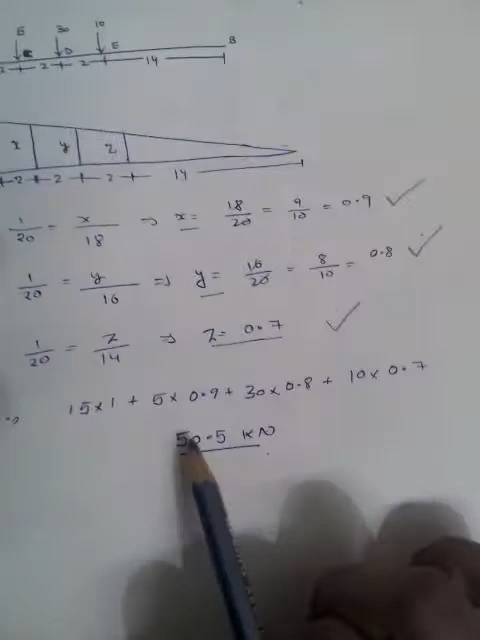 5 30 10
C D E B
2 2 2 14
x y z
2 2 2 14
1/20 = x/18 ⇒ x = 18/20 = 9/10 = 0.9 ✓
1/20 = y/16 ⇒ y = 16/20 = 8/10 = 0.8 ✓
1/20 = z/14 ⇒ z = 0.7 ✓
15×1 + 5×0.9 + 30×0.8 + 10×0.7
50.5 KN